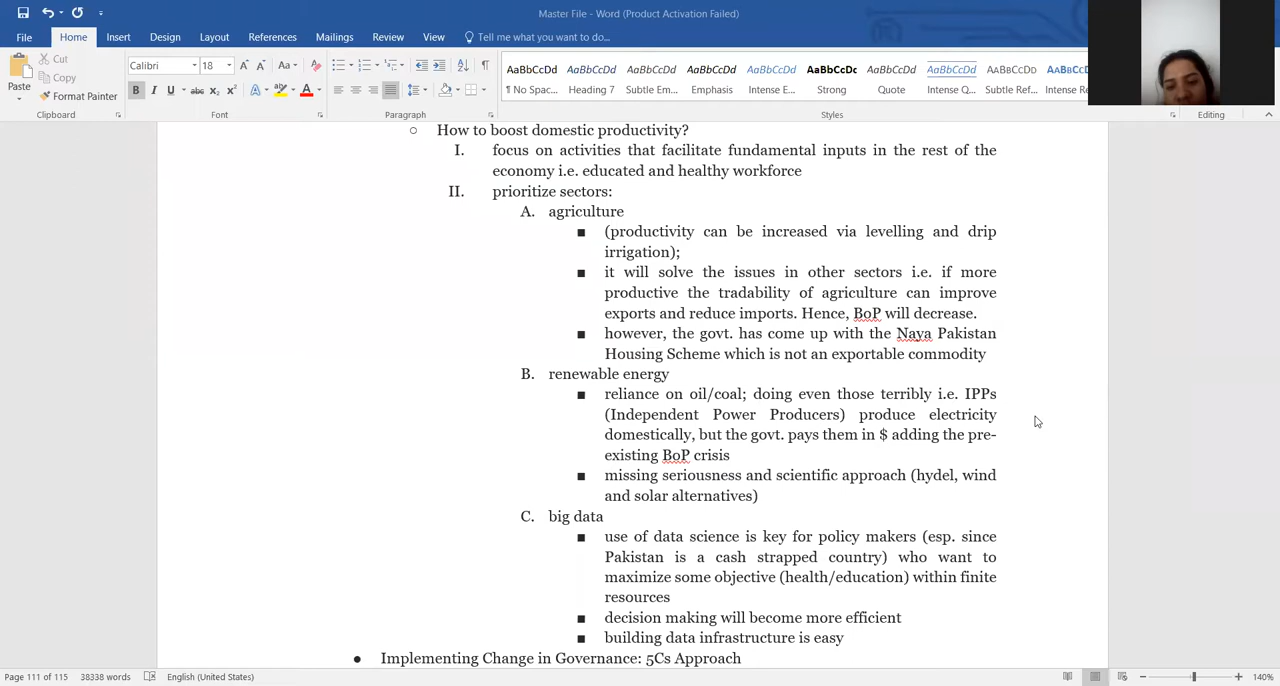 Master File - Word (Product Activation Failed)
File Home Insert Design Layout References Mailings Review View Tell me what you want to do...
Cut Calibri 18 Aa AaBbCcDd AaBbCcDd AaBbCcDd AaBbCcDd AaBbCcDd AaBbCcDc AaBbCcDd AaBbCcDd AaBbCcDd AaBbCcDd
Paste Copy
Format Painter B I U abc x₂ x² A A ¶ No Spac... Heading 7 Subtle Em... Emphasis Intense E... Strong Quote Intense Q... Subtle Ref... Intense Re
Clipboard Font Paragraph Styles Editing
○ How to boost domestic productivity?
I. focus on activities that facilitate fundamental inputs in the rest of the
economy i.e. educated and healthy workforce
II. prioritize sectors:
A. agriculture
■ (productivity can be increased via levelling and drip
irrigation);
■ it will solve the issues in other sectors i.e. if more
productive the tradability of agriculture can improve
exports and reduce imports. Hence, BoP will decrease.
■ however, the govt. has come up with the Naya Pakistan
Housing Scheme which is not an exportable commodity
B. renewable energy
■ reliance on oil/coal; doing even those terribly i.e. IPPs
(Independent Power Producers) produce electricity
domestically, but the govt. pays them in $ adding the pre-
existing BoP crisis
■ missing seriousness and scientific approach (hydel, wind
and solar alternatives)
C. big data
■ use of data science is key for policy makers (esp. since
Pakistan is a cash strapped country) who want to
maximize some objective (health/education) within finite
resources
■ decision making will become more efficient
■ building data infrastructure is easy
● Implementing Change in Governance: 5Cs Approach
Page 111 of 115 38338 words English (United States) 140%